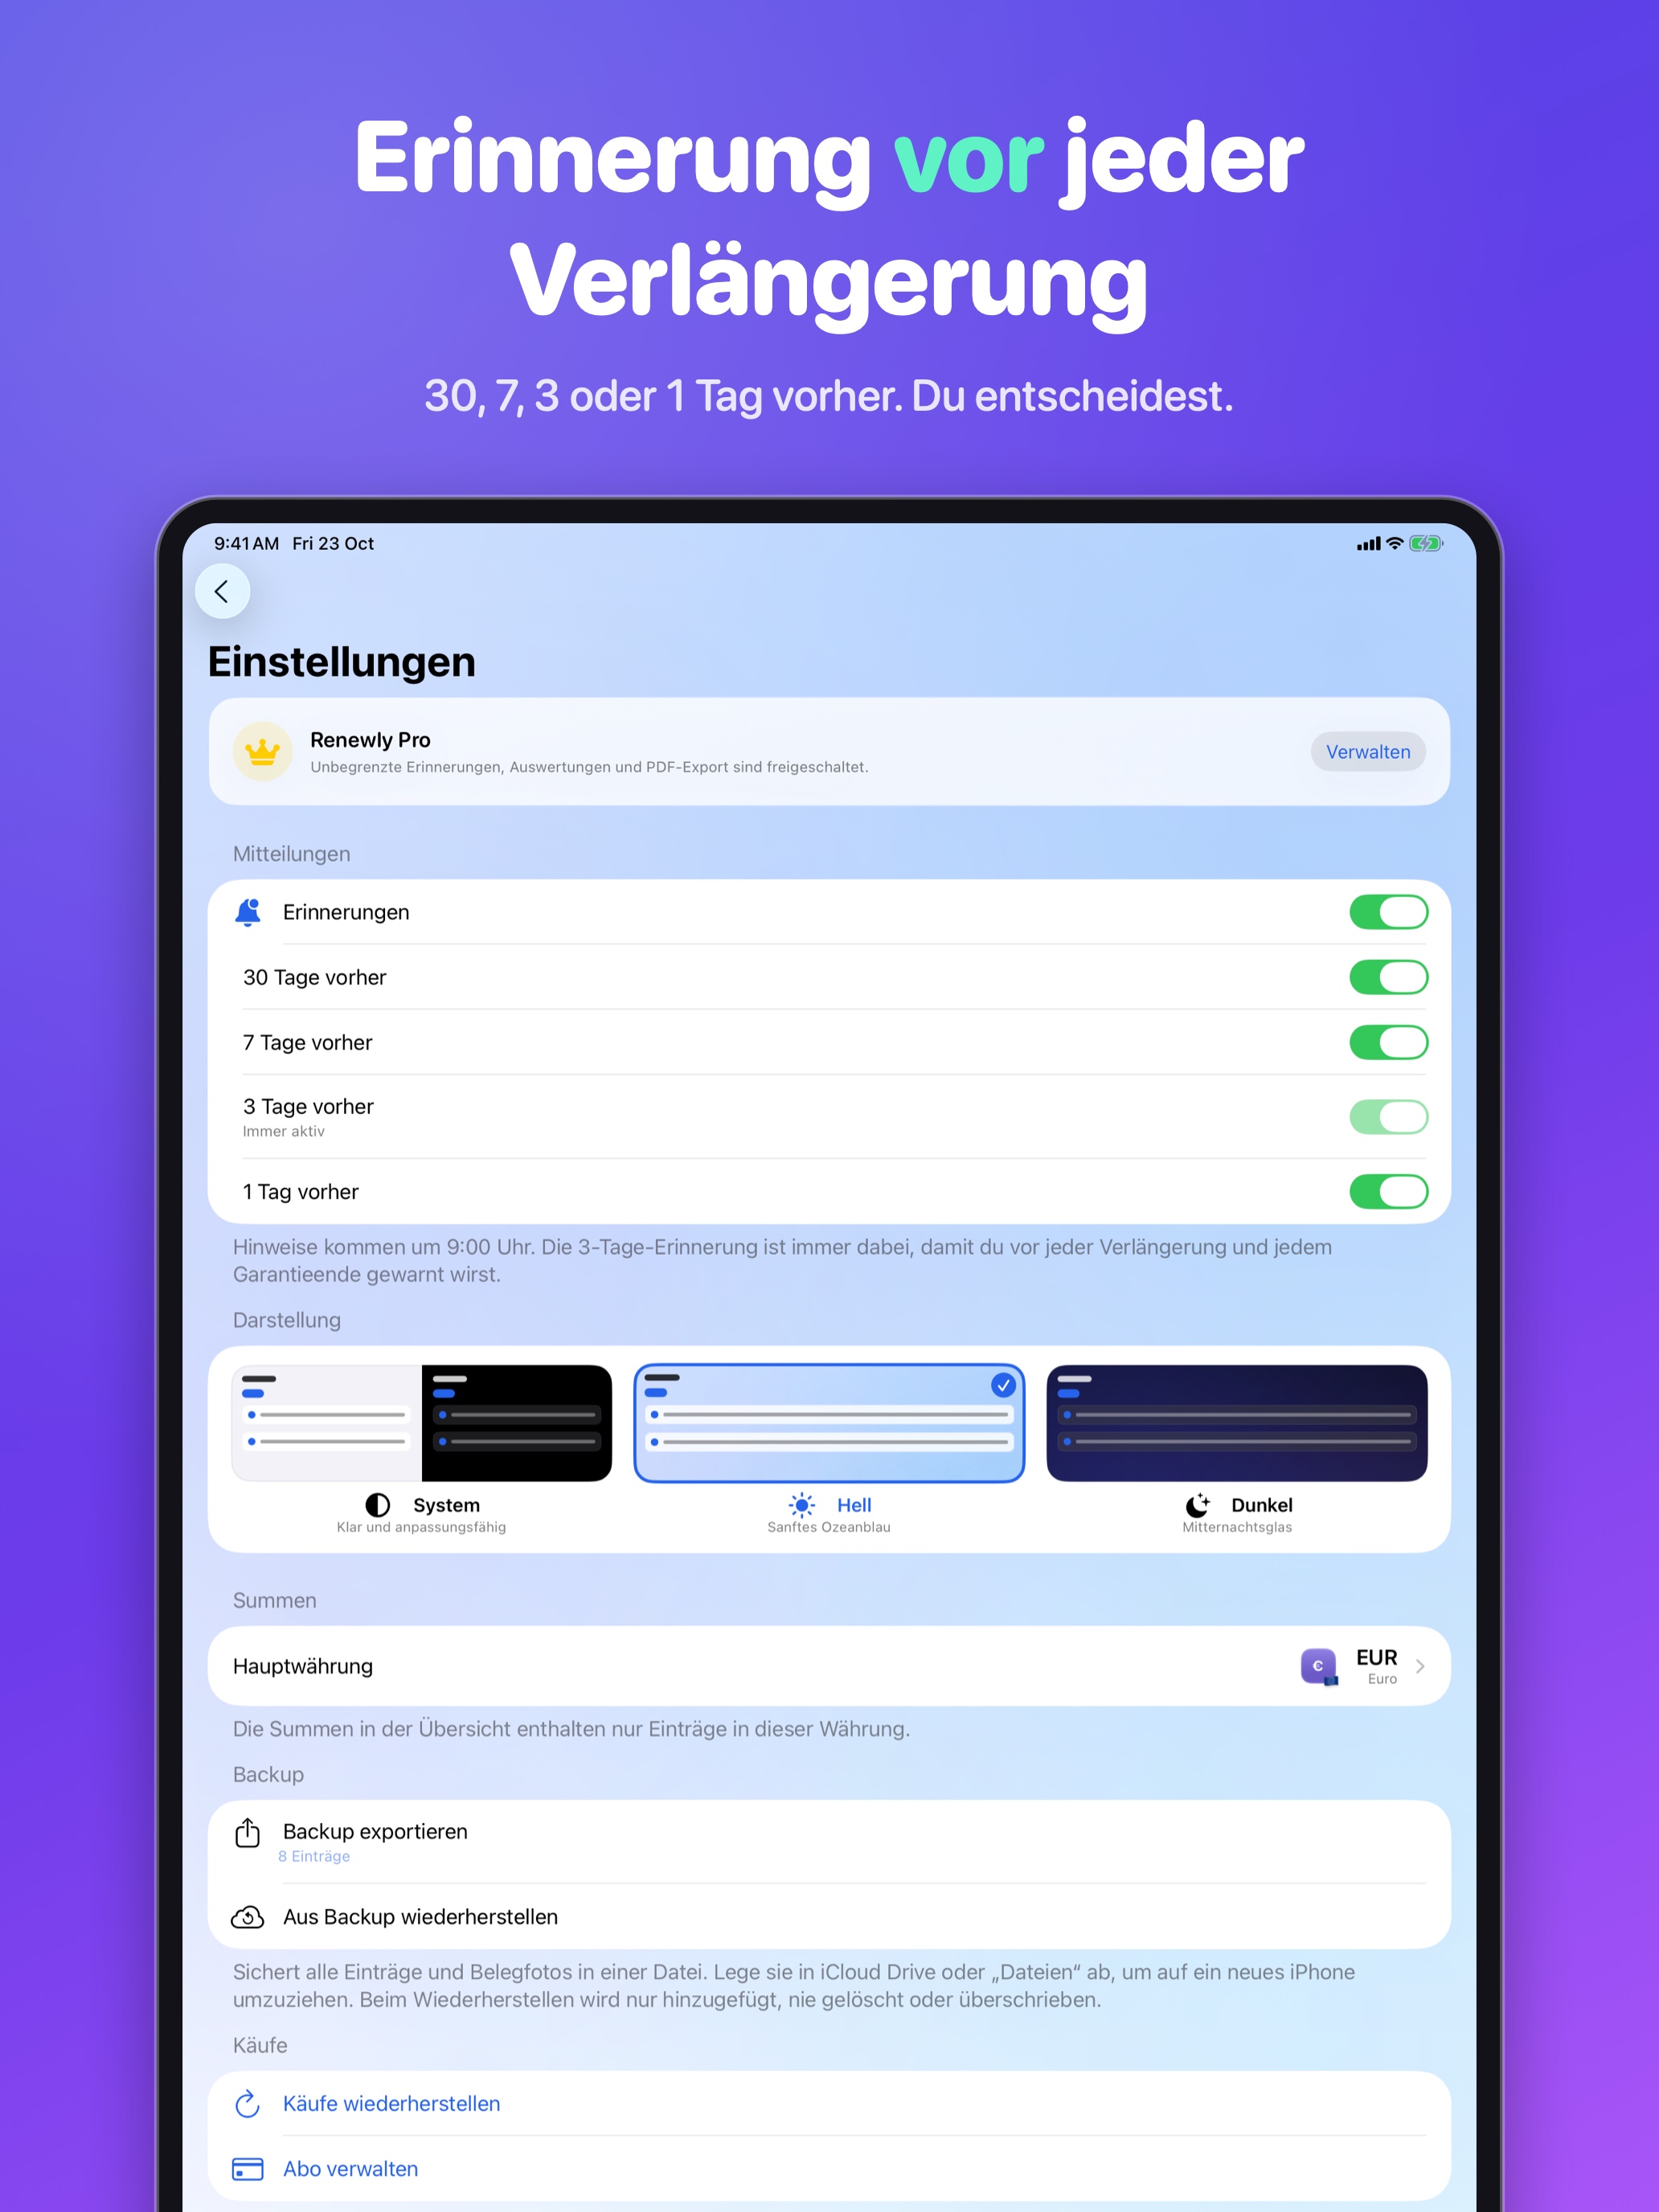 Erinnerung vor jeder
Verlängerung
30, 7, 3 oder 1 Tag vorher. Du entscheidest.
9:41 AM Fri 23 Oct
Einstellungen
Renewly Pro
Unbegrenzte Erinnerungen, Auswertungen und PDF-Export sind freigeschaltet.
Verwalten
Mitteilungen
Erinnerungen
30 Tage vorher
7 Tage vorher
3 Tage vorher
Immer aktiv
1 Tag vorher
Hinweise kommen um 9:00 Uhr. Die 3-Tage-Erinnerung ist immer dabei, damit du vor jeder Verlängerung und jedem
Garantieende gewarnt wirst.
Darstellung
System
Klar und anpassungsfähig
Hell
Sanftes Ozeanblau
Dunkel
Mitternachtsglas
Summen
Hauptwährung
€
EUR
Euro
Die Summen in der Übersicht enthalten nur Einträge in dieser Währung.
Backup
Backup exportieren
8 Einträge
Aus Backup wiederherstellen
Sichert alle Einträge und Belegfotos in einer Datei. Lege sie in iCloud Drive oder „Dateien“ ab, um auf ein neues iPhone
umzuziehen. Beim Wiederherstellen wird nur hinzugefügt, nie gelöscht oder überschrieben.
Käufe
Käufe wiederherstellen
Abo verwalten